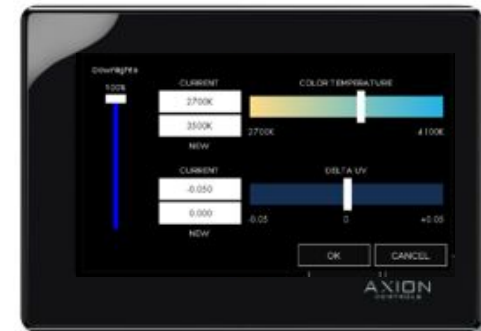 Downlights
100%
CURRENT
2700K
3500K
NEW
COLOR TEMPERATURE
2700K
4100K
CURRENT
-0.050
0.000
NEW
DELTA UV
-0.05
0
+0.05
OK
CANCEL
AXION
CONTROLS